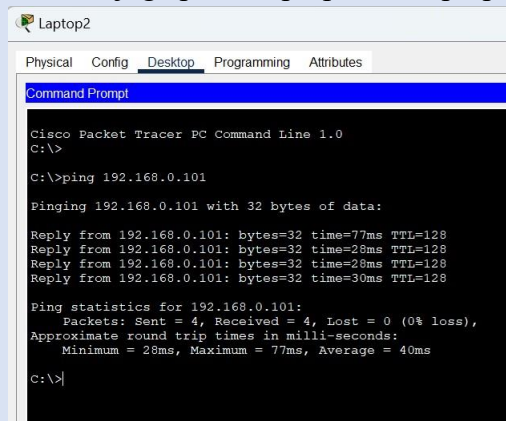 Laptop2
Physical Config Desktop Programming Attributes
Command Prompt
Cisco Packet Tracer PC Command Line 1.0
C:\>
C:\>ping 192.168.0.101
Pinging 192.168.0.101 with 32 bytes of data:
Reply from 192.168.0.101: bytes=32 time=77ms TTL=128
Reply from 192.168.0.101: bytes=32 time=28ms TTL=128
Reply from 192.168.0.101: bytes=32 time=28ms TTL=128
Reply from 192.168.0.101: bytes=32 time=30ms TTL=128
Ping statistics for 192.168.0.101:
Packets: Sent = 4, Received = 4, Lost = 0 (0% loss),
Approximate round trip times in milli-seconds:
Minimum = 28ms, Maximum = 77ms, Average = 40ms
C:\>